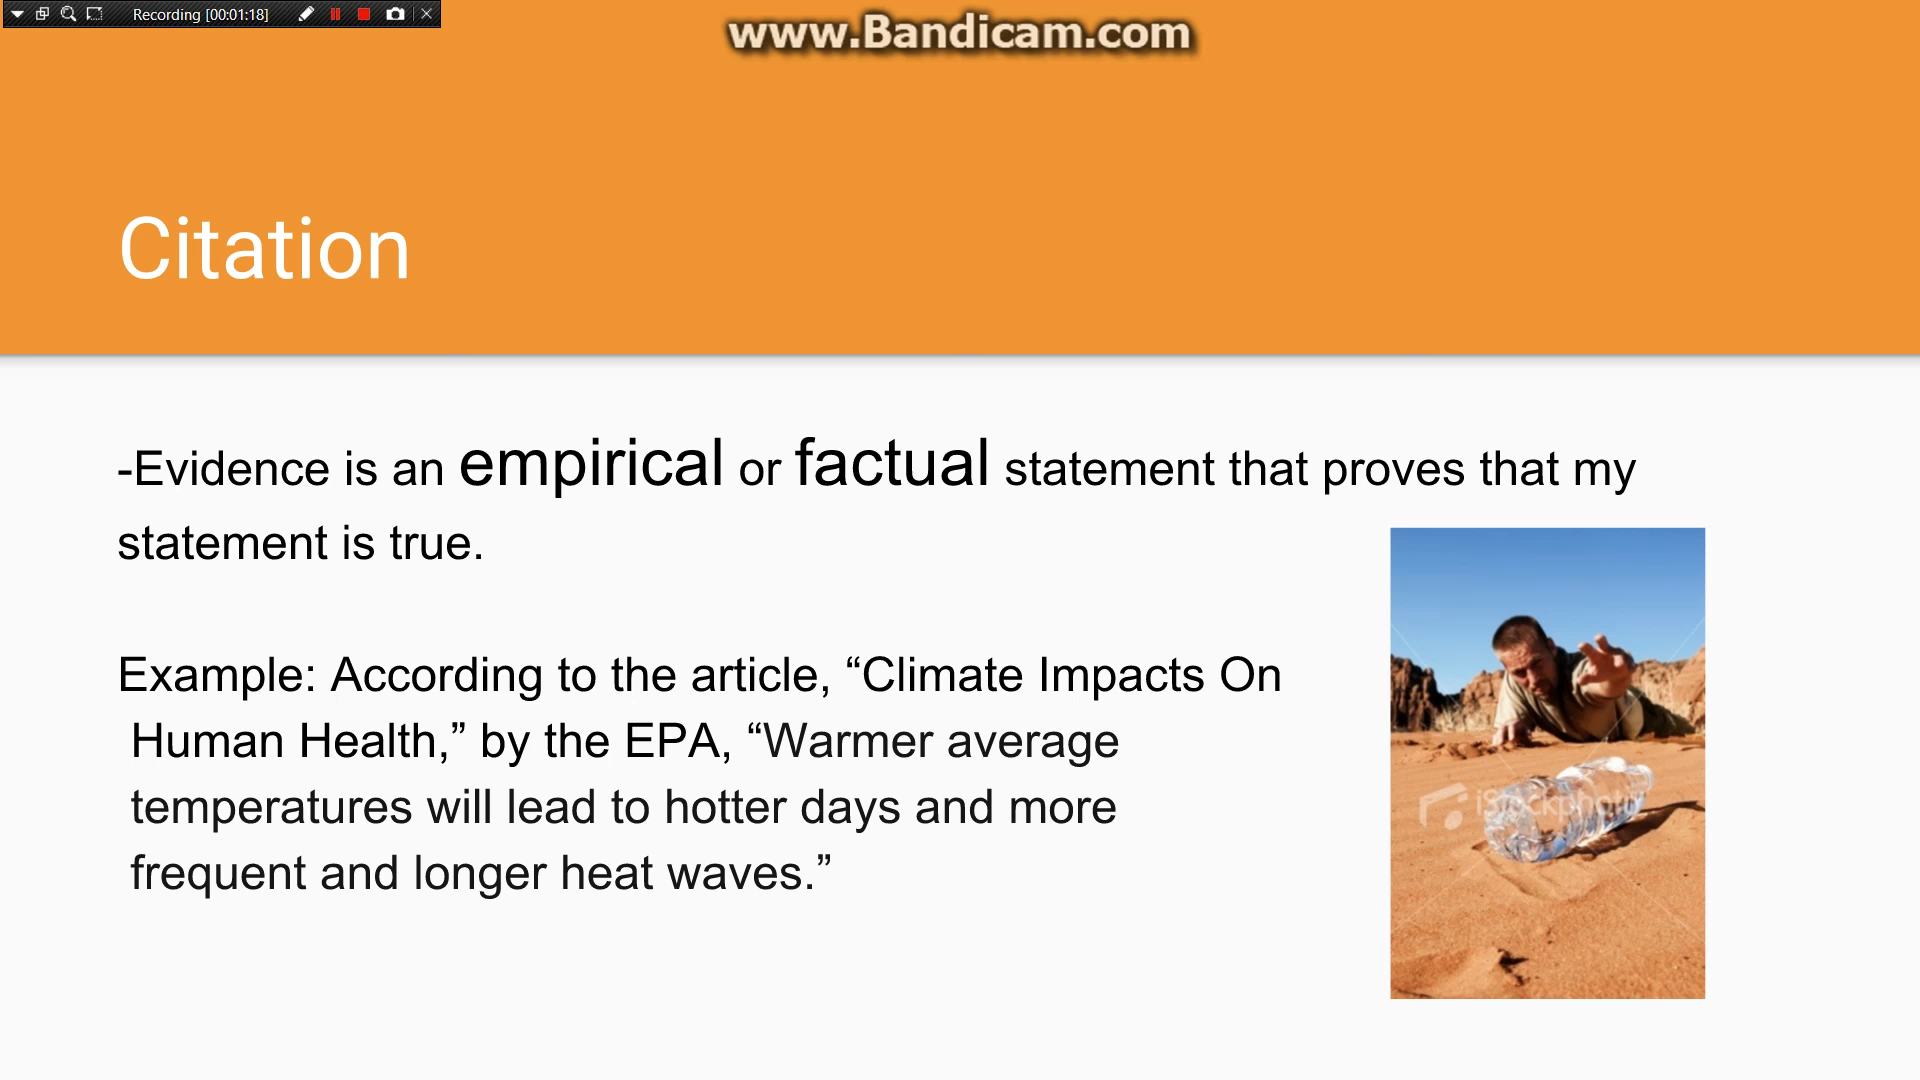 Recording [00:01:18]
www.Bandicam.com
Citation
-Evidence is an empirical or factual statement that proves that my
statement is true.
Example: According to the article, “Climate Impacts On
Human Health,” by the EPA, “Warmer average
temperatures will lead to hotter days and more
frequent and longer heat waves.”
iStockphoto